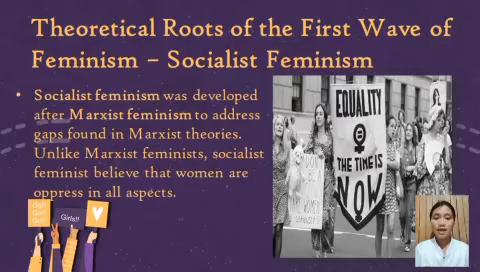 Theoretical Roots of the First Wave of
Feminism – Socialist Feminism
• Socialist feminism was developed
after Marxist feminism to address
gaps found in Marxist theories.
Unlike Marxist feminists, socialist
feminist believe that women are
oppress in all aspects.
EQUALITY
THE TIME IS
NOW
Girls!!